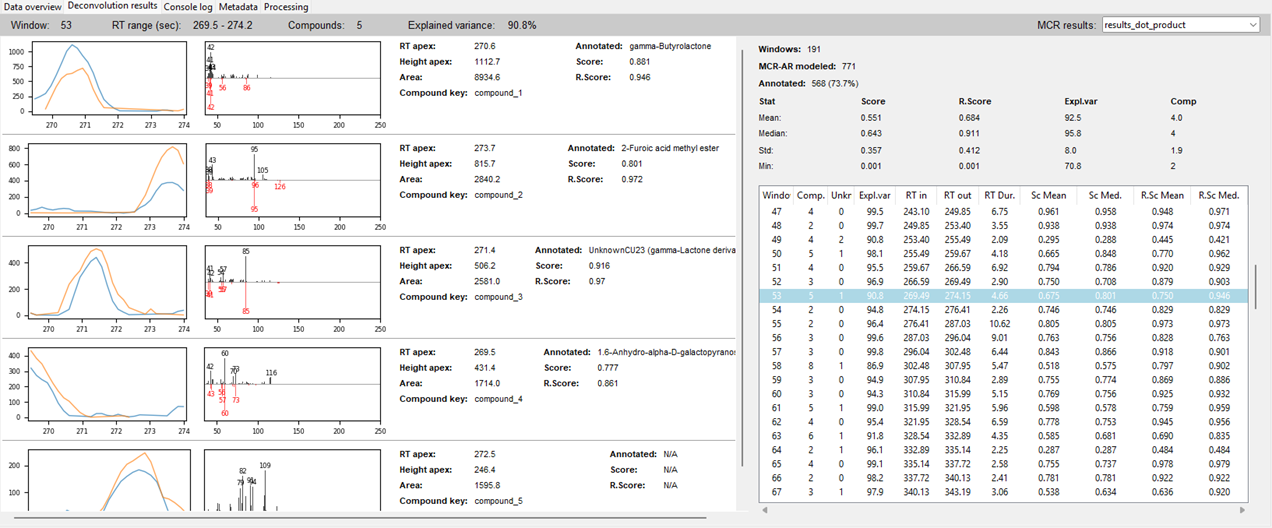 Data overview Deconvolution results Console log Metadata Processing
Window: 53 RT range (sec): 269.5 - 274.2 Compounds: 5 Explained variance: 90.8% MCR results: results_dot_product
1000
750
500
250
0
270 271 272 273 274
42
56 86
41
42
50 100 150 200 250
RT apex: 270.6 Annotated: gamma-Butyrolactone
Height apex: 1112.7 Score: 0.881
Area: 8934.6 R.Score: 0.946
Compound key: compound_1
800
600
400
200
0
270 271 272 273 274
95
43
105
39 96 126
95
50 100 150 200 250
RT apex: 273.7 Annotated: 2-Furoic acid methyl ester
Height apex: 815.7 Score: 0.801
Area: 2840.2 R.Score: 0.972
Compound key: compound_2
400
200
0
270 271 272 273 274
85
41 57
42 54
41 57
85
50 100 150 200 250
RT apex: 271.4 Annotated: UnknownCU23 (gamma-Lactone deriva
Height apex: 506.2 Score: 0.916
Area: 2581.0 R.Score: 0.97
Compound key: compound_3
400
300
200
100
0
270 271 272 273 274
60
42 70 73
116
43 56
57 73
60
50 100 150 200 250
RT apex: 269.5 Annotated: 1.6-Anhydro-alpha-D-galactopyranos
Height apex: 431.4 Score: 0.777
Area: 1714.0 R.Score: 0.861
Compound key: compound_4
200
100
109
82
79 91 94
RT apex: 272.5 Annotated: N/A
Height apex: 246.4 Score: N/A
Area: 1595.8 R.Score: N/A
Compound key: compound_5
Windows: 191
MCR-AR modeled: 771
Annotated: 568 (73.7%)
Stat Score R.Score Expl.var Comp
Mean: 0.551 0.684 92.5 4.0
Median: 0.643 0.911 95.8 4
Std: 0.357 0.412 8.0 1.9
Min: 0.001 0.001 70.8 2
Windo Comp. Unkr Expl.var RT in RT out RT Dur. Sc Mean Sc Med. R.Sc Mean R.Sc Med.
47 4 0 99.5 243.10 249.85 6.75 0.961 0.958 0.948 0.971
48 2 0 99.7 249.85 253.40 3.55 0.938 0.938 0.974 0.974
49 4 2 90.8 253.40 255.49 2.09 0.295 0.288 0.445 0.421
50 5 1 98.1 255.49 259.67 4.18 0.665 0.848 0.770 0.962
51 4 0 95.5 259.67 266.59 6.92 0.794 0.786 0.920 0.929
52 3 0 96.9 266.59 269.49 2.90 0.750 0.708 0.879 0.903
53 5 1 90.8 269.49 274.15 4.66 0.675 0.801 0.750 0.946
54 2 0 94.8 274.15 276.41 2.26 0.746 0.746 0.829 0.829
55 2 0 96.4 276.41 287.03 10.62 0.805 0.805 0.973 0.973
56 3 0 99.6 287.03 296.04 9.01 0.763 0.756 0.828 0.793
57 3 0 99.8 296.04 302.48 6.44 0.843 0.866 0.918 0.901
58 8 1 86.9 302.48 307.95 5.47 0.518 0.575 0.797 0.902
59 3 0 94.9 307.95 310.84 2.89 0.755 0.774 0.869 0.886
60 3 0 94.3 310.84 315.99 5.15 0.769 0.756 0.925 0.932
61 5 1 99.0 315.99 321.95 5.96 0.598 0.578 0.759 0.959
62 4 0 95.4 321.95 328.54 6.59 0.778 0.753 0.945 0.956
63 6 1 91.8 328.54 332.89 4.35 0.585 0.681 0.690 0.835
64 2 1 96.1 332.89 335.14 2.25 0.287 0.287 0.484 0.484
65 4 0 99.1 335.14 337.72 2.58 0.755 0.737 0.978 0.979
66 2 0 98.2 337.72 340.13 2.41 0.781 0.781 0.922 0.922
67 3 1 97.9 340.13 343.19 3.06 0.538 0.634 0.636 0.920